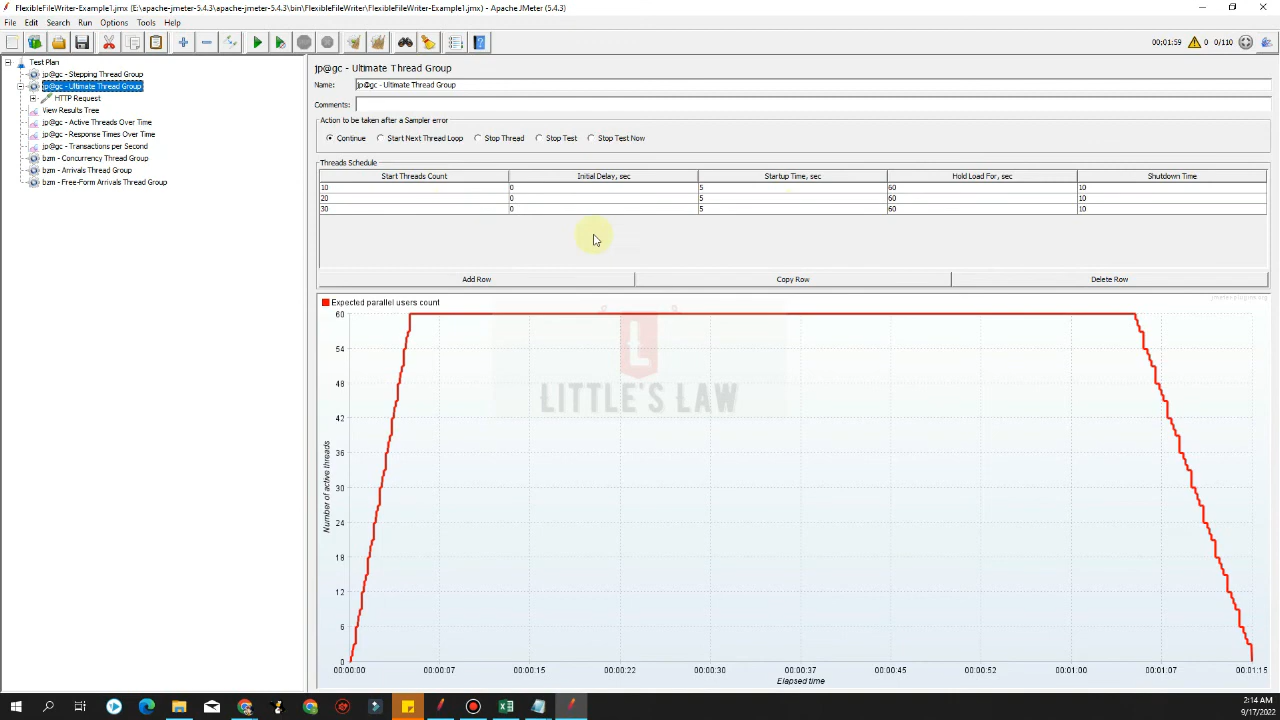 FlexibleFileWriter-Example1.jmx (E:\apache-jmeter-5.4.3\apache-jmeter-5.4.3\bin\FlexibleFileWriter\FlexibleFileWriter-Example1.jmx) - Apache JMeter (5.4.3)
File Edit Search Run Options Tools Help
00:01:59 0 0/110
Test Plan
jp@gc - Stepping Thread Group
jp@gc - Ultimate Thread Group
HTTP Request
View Results Tree
jp@gc - Active Threads Over Time
jp@gc - Response Times Over Time
jp@gc - Transactions per Second
bzm - Concurrency Thread Group
bzm - Arrivals Thread Group
bzm - Free-Form Arrivals Thread Group
jp@gc - Ultimate Thread Group
Name: jp@gc - Ultimate Thread Group
Comments:
Action to be taken after a Sampler error
Continue Start Next Thread Loop Stop Thread Stop Test Stop Test Now
Threads Schedule
Start Threads Count Initial Delay, sec Startup Time, sec Hold Load For, sec Shutdown Time
10 0 5 60 10
20 0 5 60 10
30 0 5 60 10
Add Row Copy Row Delete Row
Expected parallel users count
jmeter-plugins.org
60
54
48
42
36
30
24
18
12
6
0
Number of active threads
LITTLE'S LAW
00:00:00 00:00:07 00:00:15 00:00:22 00:00:30 00:00:37 00:00:45 00:00:52 00:01:00 00:01:07 00:01:15
Elapsed time
2:14 AM
9/17/2022